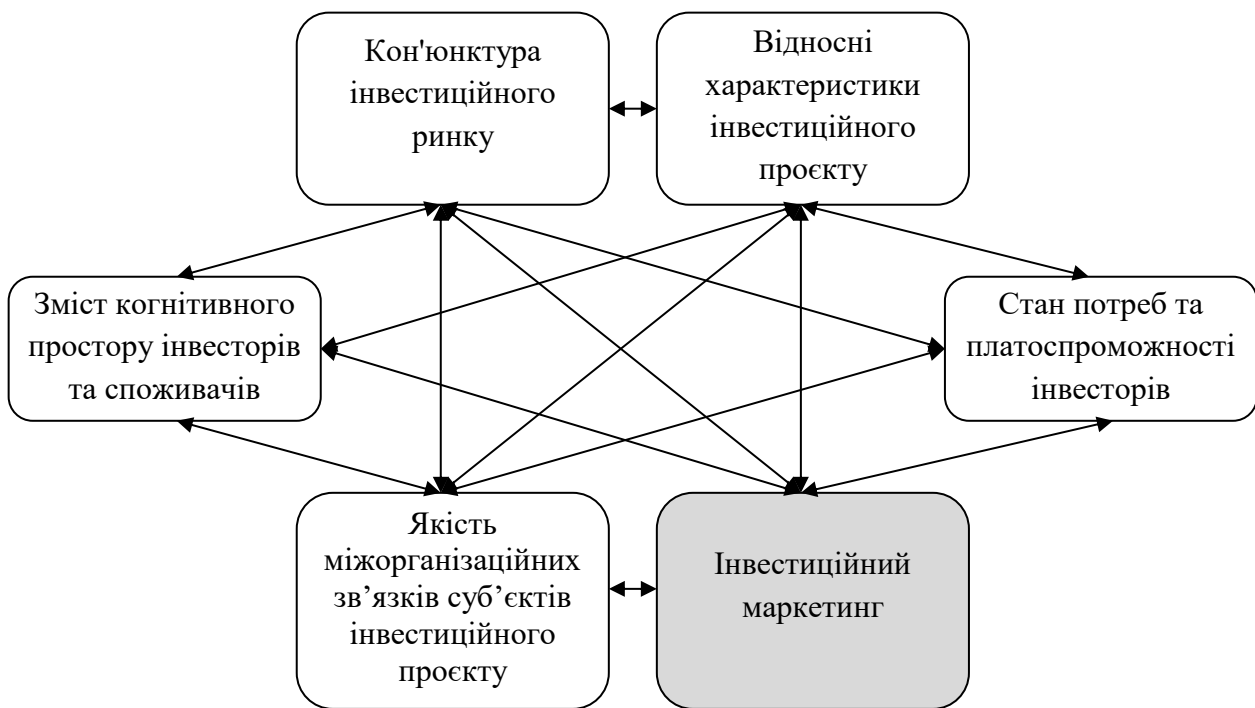 Кон'юнктура
інвестиційного
ринку
Відносні
характеристики
інвестиційного
проєкту
Зміст когнітивного
простору інвесторів
та споживачів
Стан потреб та
платоспроможності
інвесторів
Якість
міжорганізаційних
зв’язків суб’єктів
інвестиційного
проєкту
Інвестиційний
маркетинг